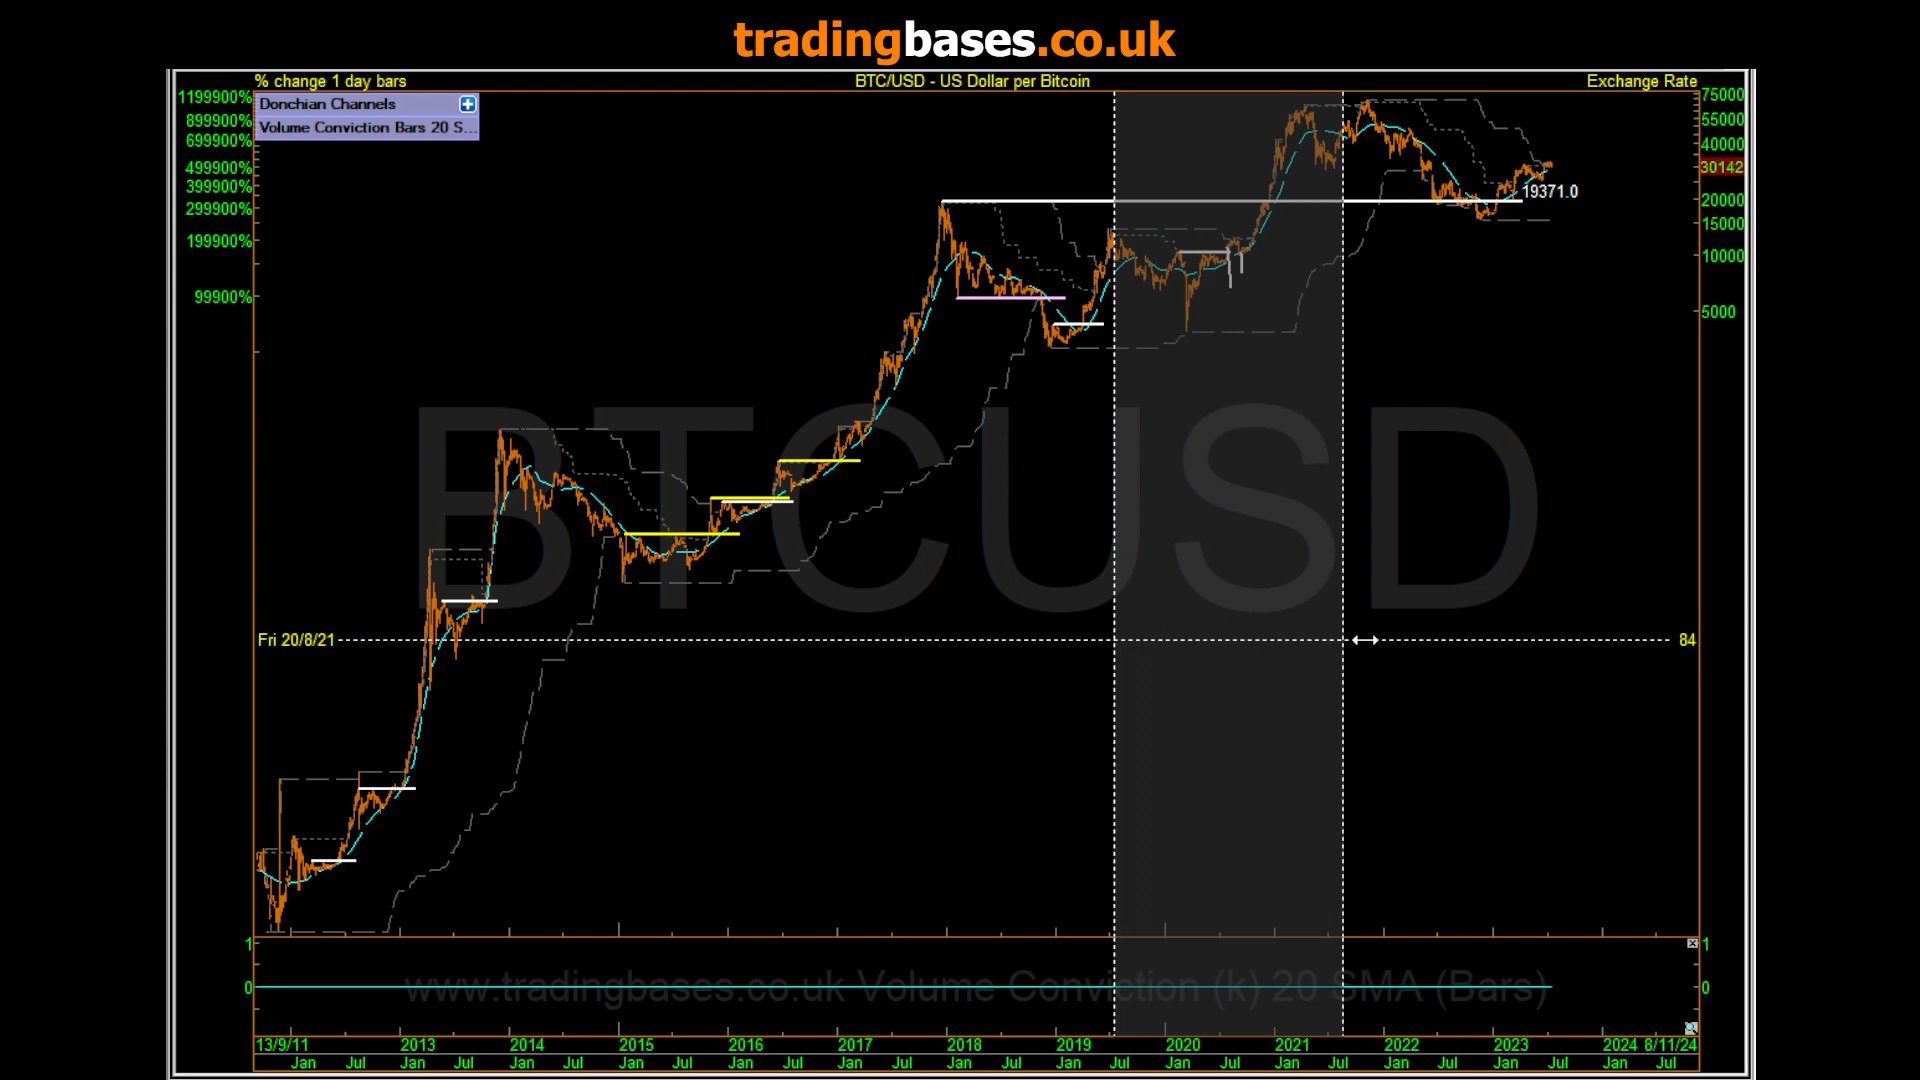 tradingbases.co.uk
% change 1 day bars BTC/USD - US Dollar per Bitcoin Exchange Rate
Donchian Channels
Volume Conviction Bars 20 S...
1199900% 75000
899900% 55000
699900% 40000
499900% 30142
399900% 19371.0
299900% 20000
15000
199900% 10000
99900% 5000
BTCUSD
Fri 20/8/21 84
1 1
www.tradingbases.co.uk Volume Conviction (k) 20 SMA (Bars)
0 0
13/9/11 2013 2014 2015 2016 2017 2018 2019 2020 2021 2022 2023 2024 8/11/24
Jan Jul Jan Jul Jan Jul Jan Jul Jan Jul Jan Jul Jan Jul Jan Jul Jan Jul Jan Jul Jan Jul Jan Jul Jan Jul